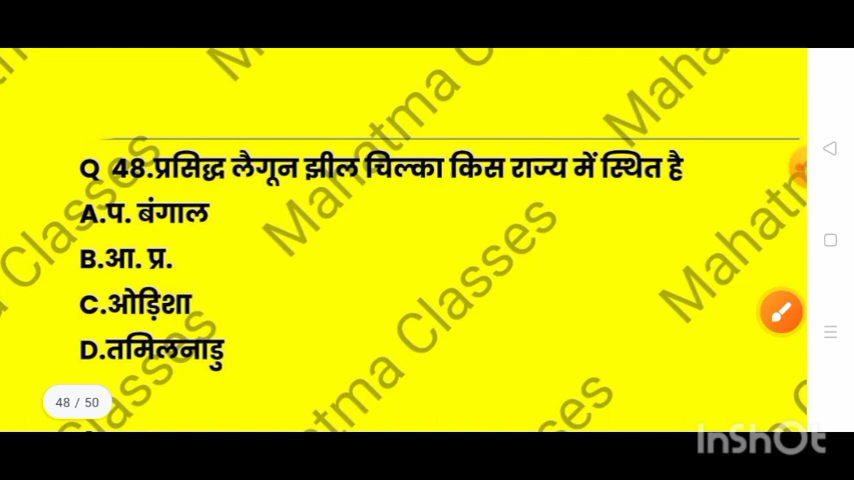 Q 48.प्रसिद्ध लैगून झील चिल्का किस राज्य में स्थित है
A.प. बंगाल
B.आ. प्र.
C.ओड़िशा
D.तमिलनाडु
48 / 50
Mahatma Classes
InShOt